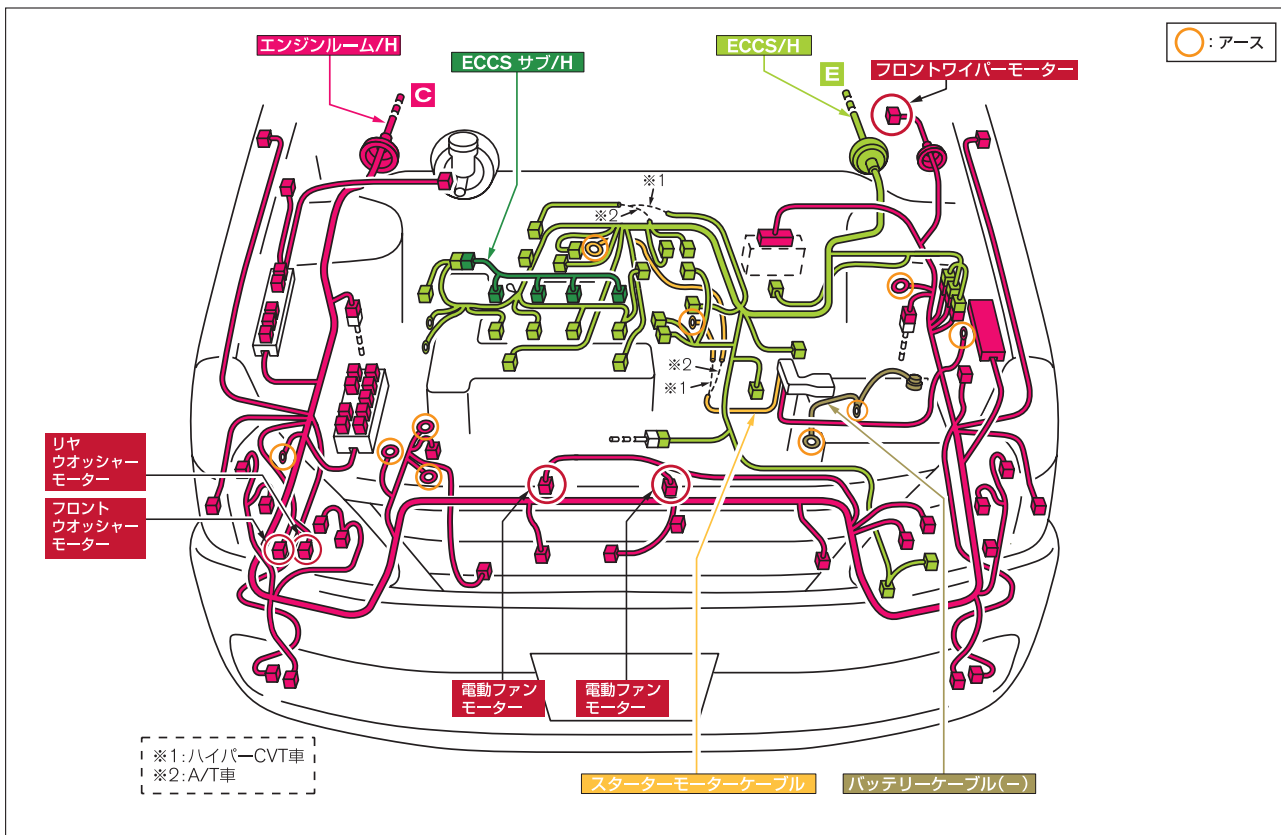 エンジンルーム/H
ECCS サブ/H
ECCS/H
フロントワイパーモーター
：アース
C
E
※1
※2
※2
※1
リヤ
ウオッシャー
モーター
フロント
ウオッシャー
モーター
電動ファン
モーター
電動ファン
モーター
※1：ハイパーCVT車
※2：A/T車
スターターモーターケーブル
バッテリーケーブル(−)